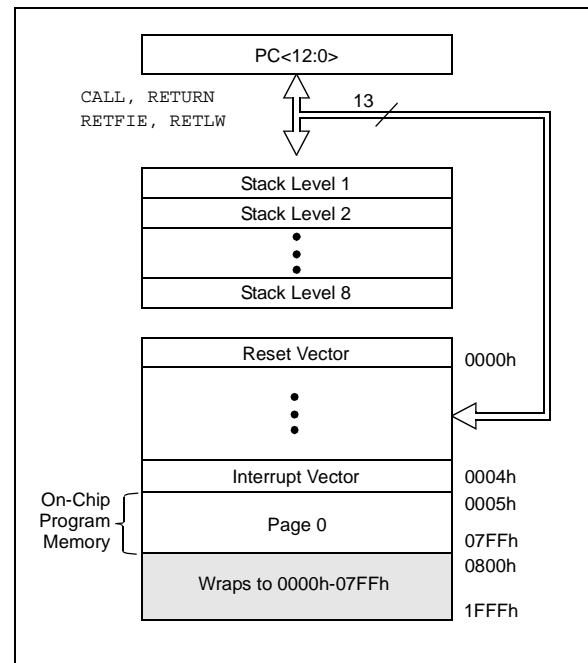 PC<12:0>
CALL, RETURN
RETFIE, RETLW
13
Stack Level 1
Stack Level 2
Stack Level 8
Reset Vector
0000h
Interrupt Vector
0004h
On-Chip
Program
Memory
Page 0
0005h
07FFh
Wraps to 0000h-07FFh
0800h
1FFFh